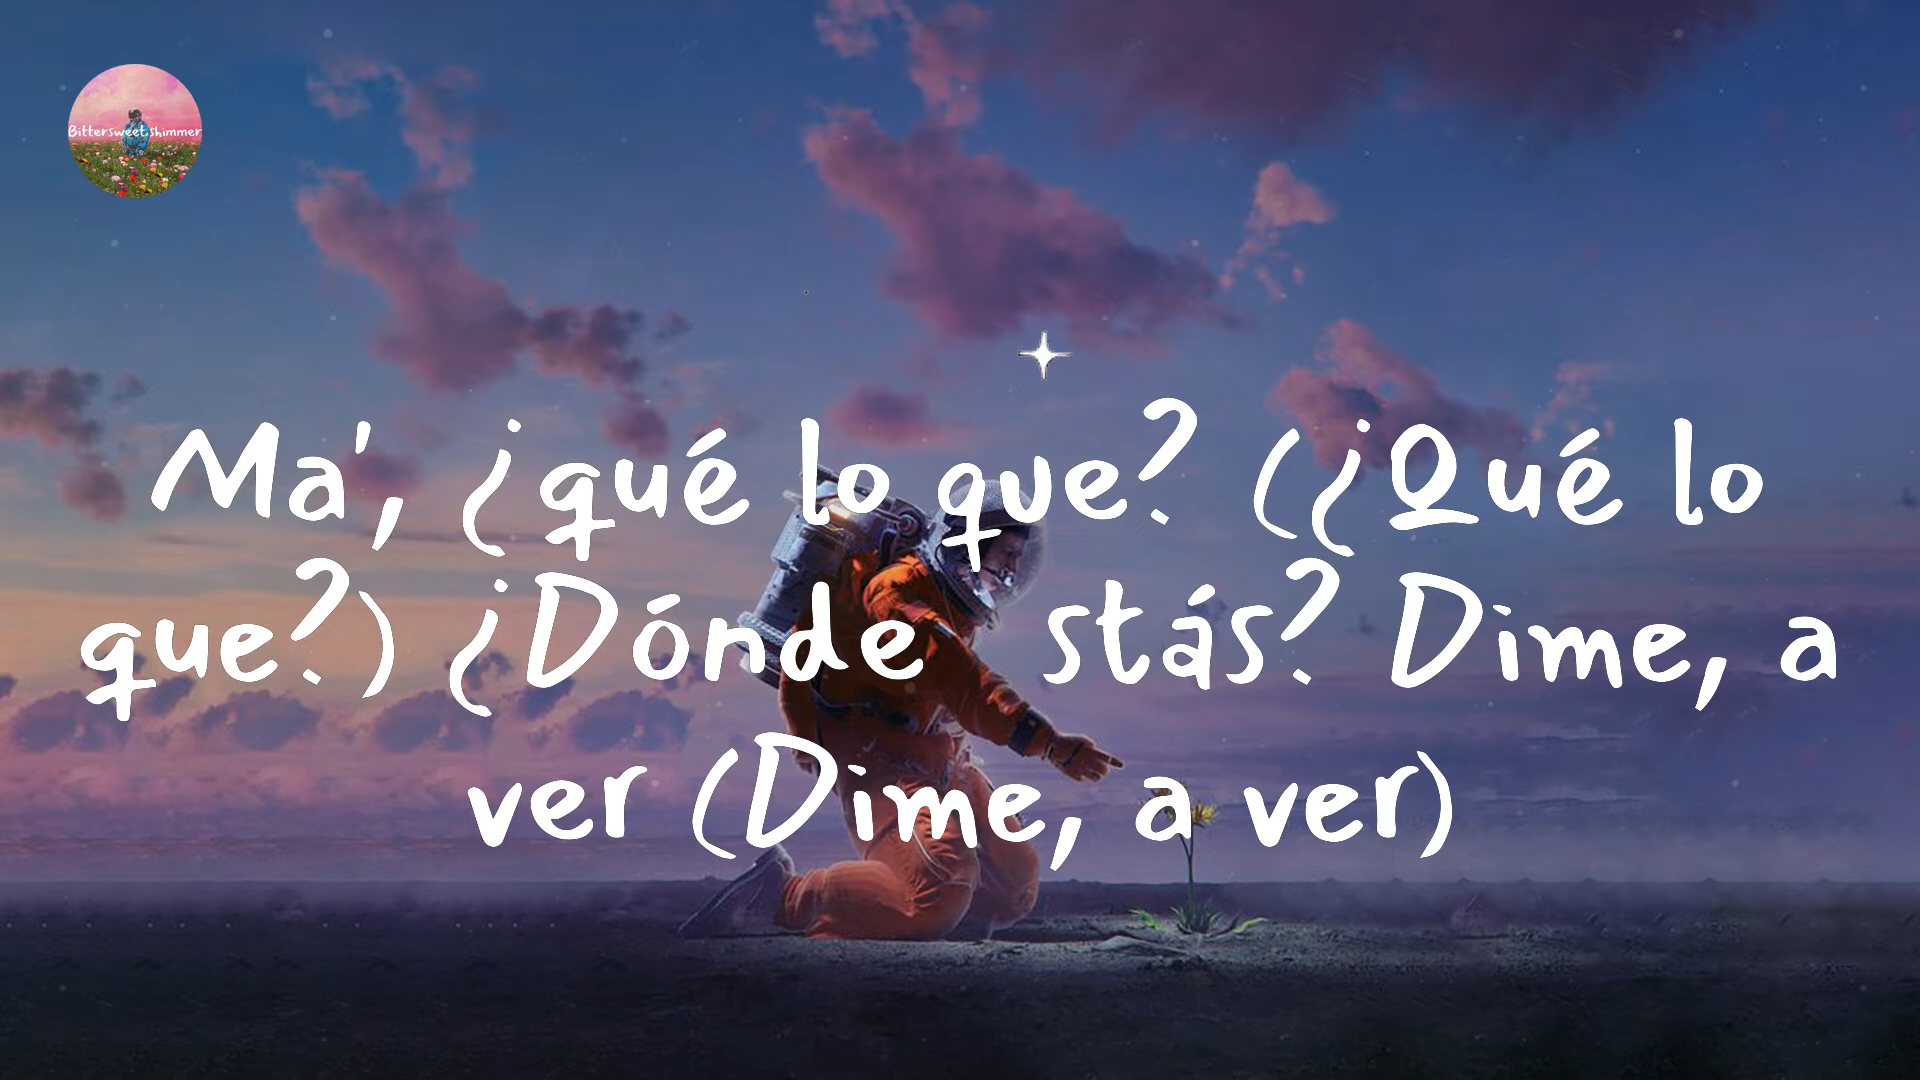 Bittersweet shimmer
Ma', ¿qué lo que? (¿Qué lo
que?) ¿Dónde stás? Dime, a
ver (Dime, a ver)